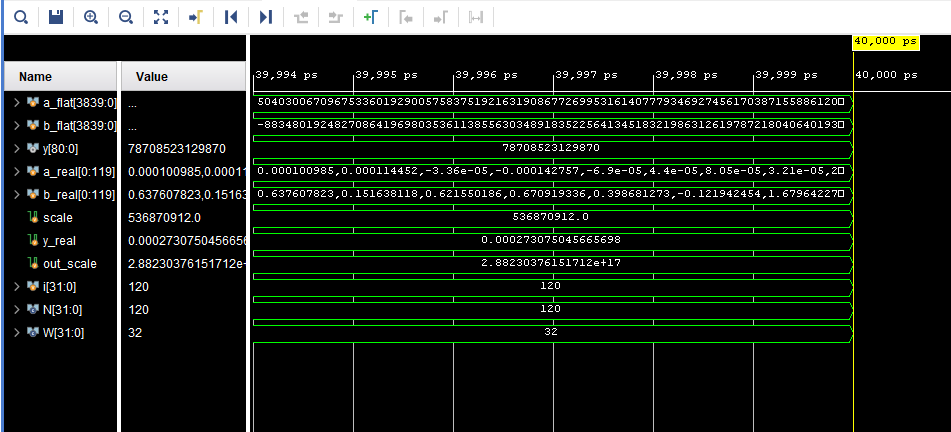 40,000 ps
39,994 ps 39,995 ps 39,996 ps 39,997 ps 39,998 ps 39,999 ps 40,000 ps
Name Value
a_flat[3839:0] ... 504030067096753360192900575837519216319086772699531614077793469274561703871558861200
b_flat[3839:0] ...
y[80:0] 78708523129870 78708523129870
a_real[0:119] 0.000100985,0.00011 0.000100985,0.000114452,-3.36e-05,-0.000142757,-6.9e-05,4.4e-05,8.05e-05,3.21e-05,2
b_real[0:119] 0.637607823,0.15163 0.637607823,0.151638118,0.621550186,0.670919336,0.398681273,-0.121942454,1.67964227
scale 536870912.0 536870912.0
y_real 0.000273075045665 0.000273075045665698
out_scale 2.88230376151712e- 2.88230376151712e+17
i[31:0] 120 120
N[31:0] 120 120
W[31:0] 32 32